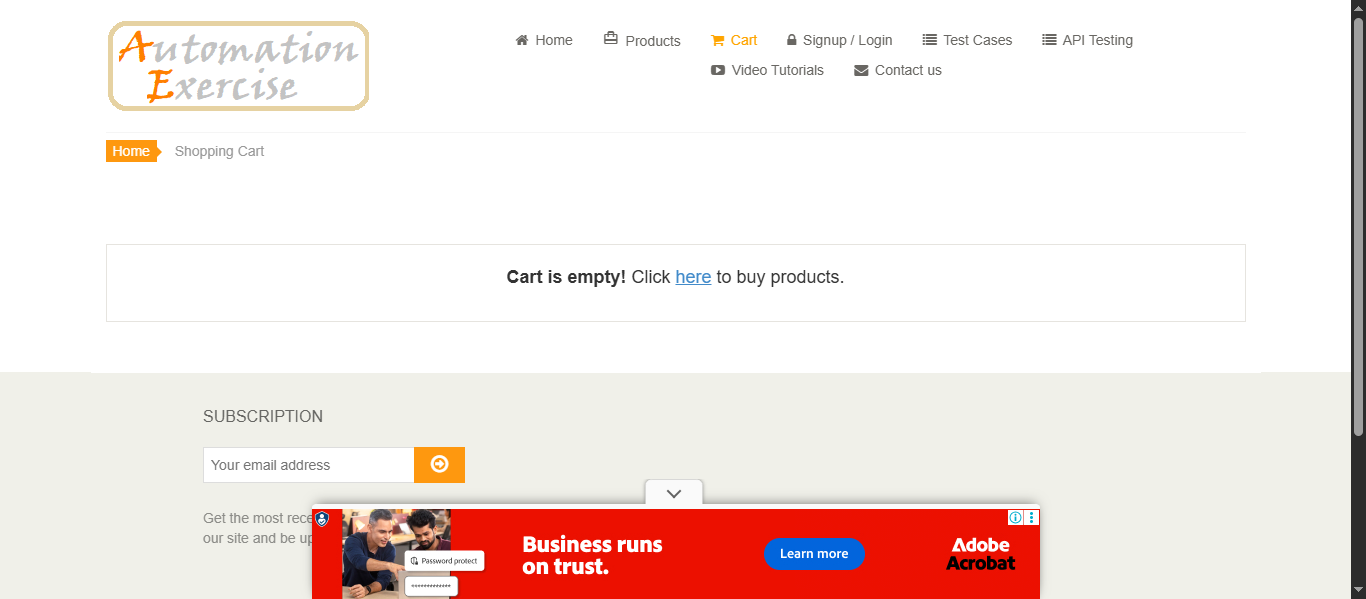 Automation
Exercise
Home
Products
Cart
Signup / Login
Test Cases
API Testing
Video Tutorials
Contact us
Home
Shopping Cart
Cart is empty! Click here to buy products.
SUBSCRIPTION
Your email address
Get the most rece
our site and be up
Password protect
*************
Business runs
on trust.
Learn more
Adobe
Acrobat